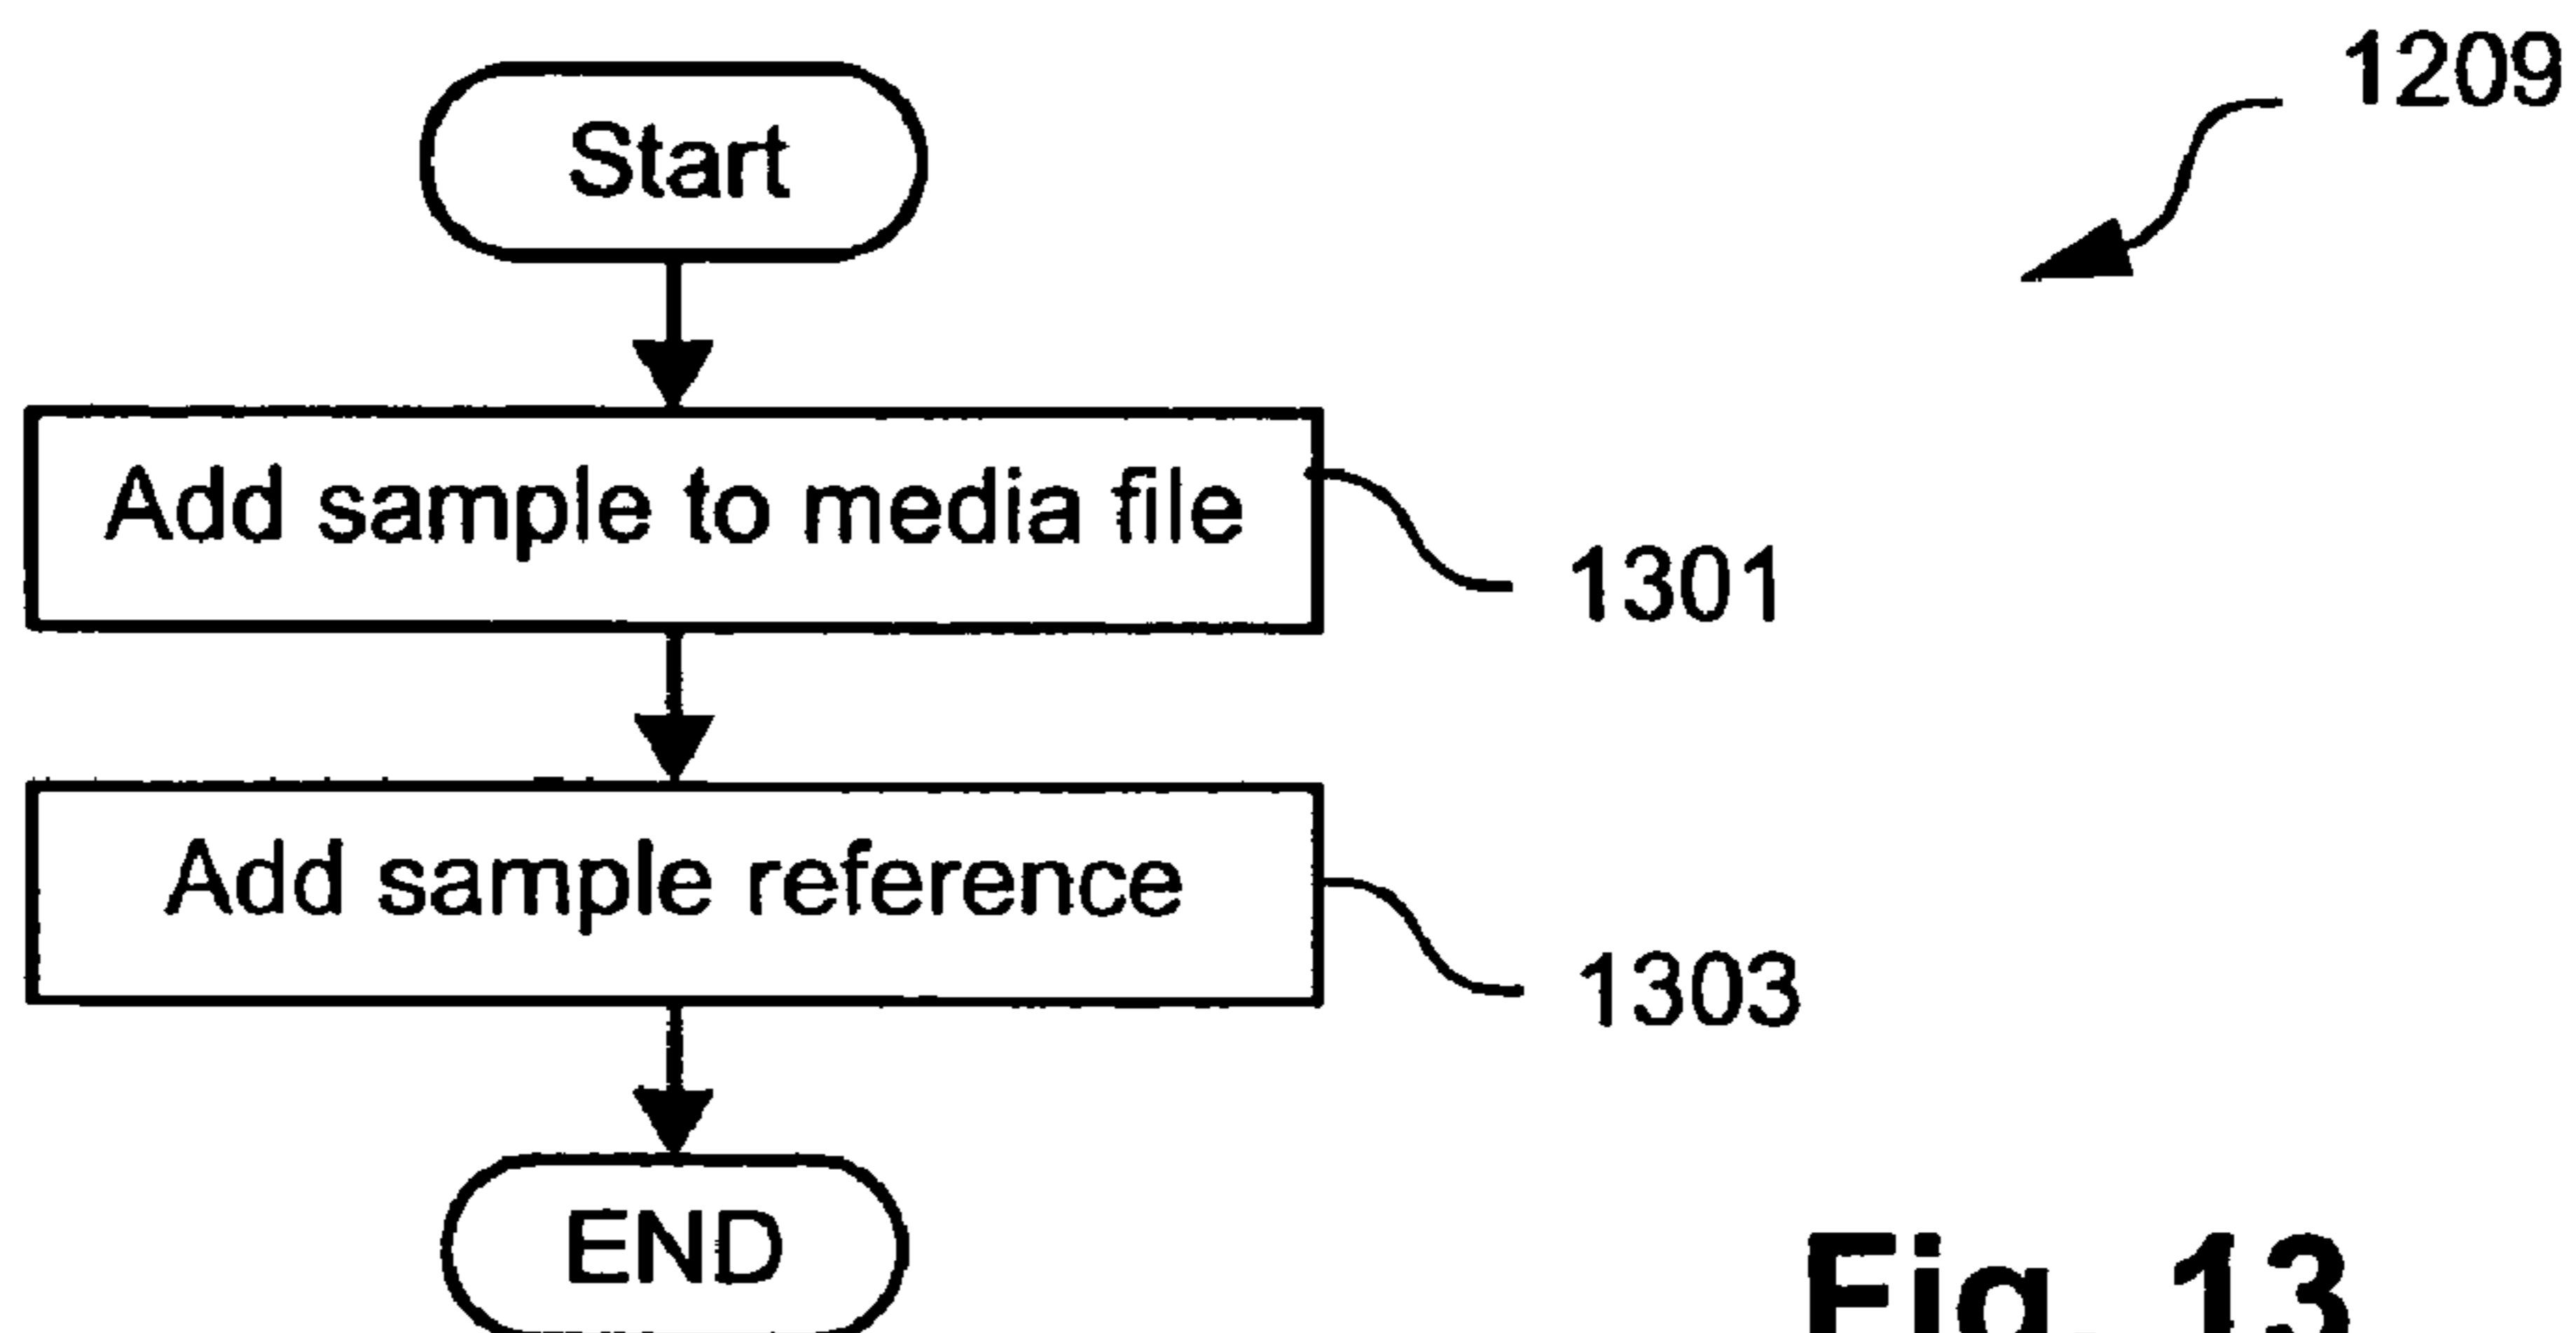 1209
Start
Add sample to media file
1301
Add sample reference
1303
END
Fig. 13